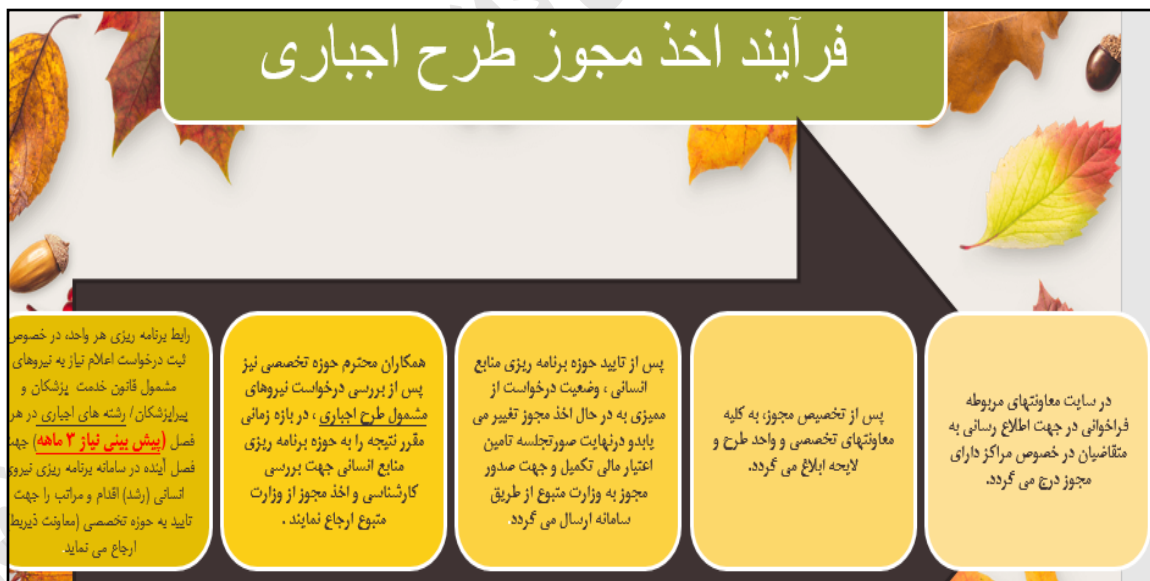 فرآیند اخذ مجوز طرح اجباری
رابط برنامه ریزی هر واحد، در خصوص
ثبت درخواست اعلام نیاز به نیروهای
مشمول قانون خدمت پزشکان و
پیراپزشکان/ رشته های اجباری در هر
فصل (پیش بینی نیاز ۳ ماهه) جهت
فصل آینده در سامانه برنامه ریزی نیروی
انسانی (رشد) اقدام و مراتب را جهت
تایید به حوزه تخصصی (معاونت ذیربط
ارجاع می نماید.
همکاران محترم حوزه تخصصی نیز
پس از بررسی درخواست نیروهای
مشمول طرح اجباری ، در بازه زمانی
مقرر نتیجه را به حوزه برنامه ریزی
منابع انسانی جهت بررسی
کارشناسی و اخذ مجوز از وزارت
متبوع ارجاع نمایند .
پس از تایید حوزه برنامه ریزی منابع
انسانی ، وضعیت درخواست از
ممیزی به در حال اخذ مجوز تغییر می
یابدو درنهایت صورتجلسه تامین
اعتبار مالی تکمیل و جهت صدور
مجوز به وزارت متبوع از طریق
سامانه ارسال می گردد.
پس از تخصیص مجوز، به کلیه
معاونتهای تخصصی و واحد طرح و
لایحه ابلاغ می گردد.
در سایت معاونتهای مربوطه
فراخوانی در جهت اطلاع رسانی به
متقاضیان در خصوص مراکز دارای
مجوز درج می گردد.